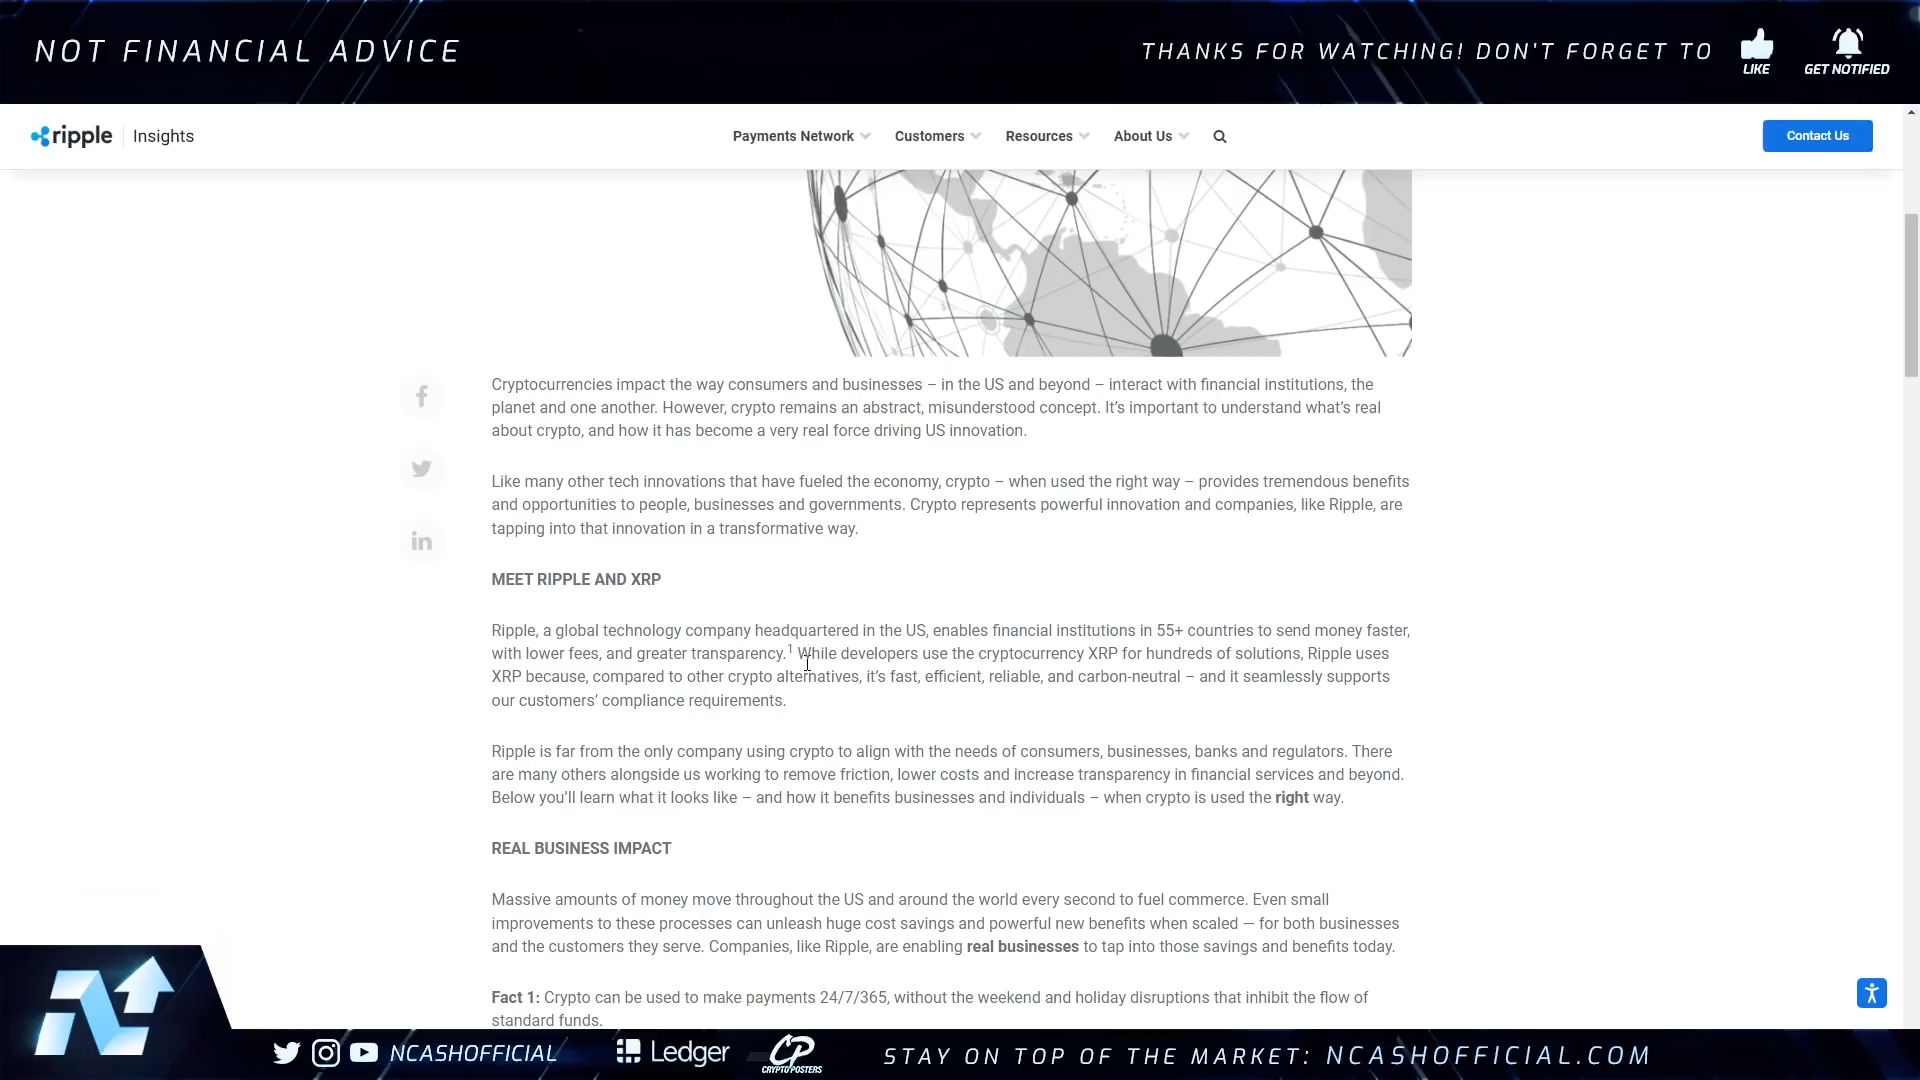 NOT FINANCIAL ADVICE
THANKS FOR WATCHING! DON'T FORGET TO
LIKE
GET NOTIFIED
ripple Insights
Payments Network
Customers
Resources
About Us
Contact Us
Cryptocurrencies impact the way consumers and businesses – in the US and beyond – interact with financial institutions, the
planet and one another. However, crypto remains an abstract, misunderstood concept. It’s important to understand what’s real
about crypto, and how it has become a very real force driving US innovation.
Like many other tech innovations that have fueled the economy, crypto – when used the right way – provides tremendous benefits
and opportunities to people, businesses and governments. Crypto represents powerful innovation and companies, like Ripple, are
tapping into that innovation in a transformative way.
MEET RIPPLE AND XRP
Ripple, a global technology company headquartered in the US, enables financial institutions in 55+ countries to send money faster,
with lower fees, and greater transparency.1 While developers use the cryptocurrency XRP for hundreds of solutions, Ripple uses
XRP because, compared to other crypto alternatives, it’s fast, efficient, reliable, and carbon-neutral – and it seamlessly supports
our customers’ compliance requirements.
Ripple is far from the only company using crypto to align with the needs of consumers, businesses, banks and regulators. There
are many others alongside us working to remove friction, lower costs and increase transparency in financial services and beyond.
Below you’ll learn what it looks like – and how it benefits businesses and individuals – when crypto is used the right way.
REAL BUSINESS IMPACT
Massive amounts of money move throughout the US and around the world every second to fuel commerce. Even small
improvements to these processes can unleash huge cost savings and powerful new benefits when scaled — for both businesses
and the customers they serve. Companies, like Ripple, are enabling real businesses to tap into those savings and benefits today.
Fact 1: Crypto can be used to make payments 24/7/365, without the weekend and holiday disruptions that inhibit the flow of
standard funds.
NCASHOFFICIAL
Ledger
CP
CRYPTO POSTERS
STAY ON TOP OF THE MARKET: NCASHOFFICIAL.COM